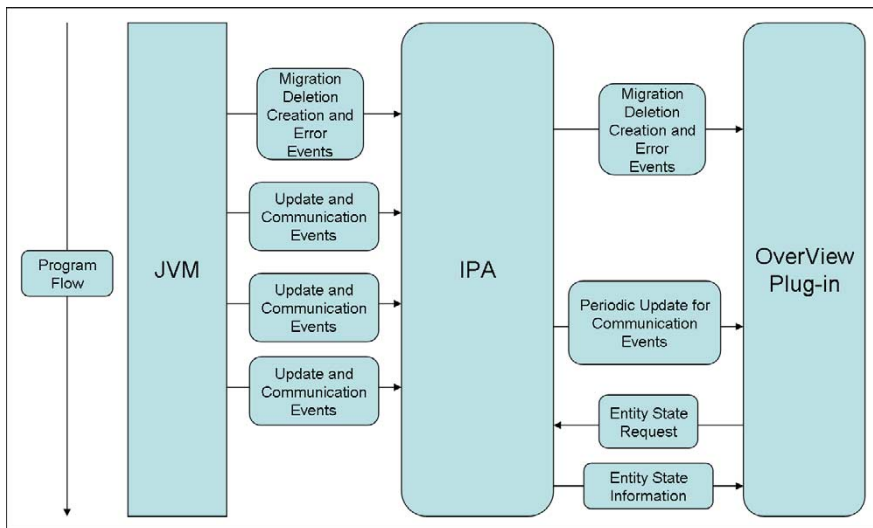 Program
Flow
JVM
Migration
Deletion
Creation and
Error
Events
Update and
Communication
Events
Update and
Communication
Events
Update and
Communication
Events
IPA
Migration
Deletion
Creation and
Error
Events
Periodic Update for
Communication
Events
Entity State
Request
Entity State
Information
OverView
Plug-in